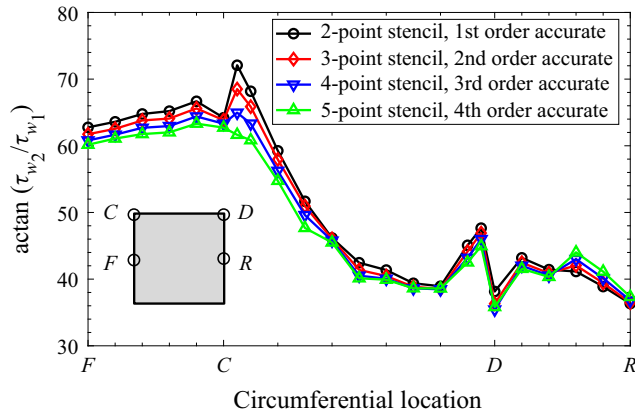 80
70
60
50
40
30
actan (τw2/τw1)
2-point stencil, 1st order accurate
3-point stencil, 2nd order accurate
4-point stencil, 3rd order accurate
5-point stencil, 4th order accurate
C D
F R
F C D R
Circumferential location